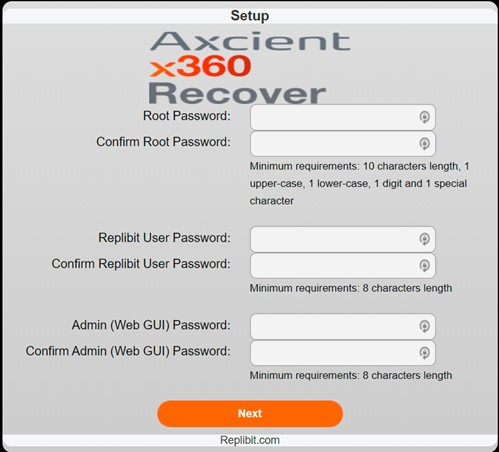 Setup
Axcient
x360
Recover
Root Password:
Confirm Root Password:
Minimum requirements: 10 characters length, 1
upper-case, 1 lower-case, 1 digit and 1 special
character
Replibit User Password:
Confirm Replibit User Password:
Minimum requirements: 8 characters length
Admin (Web GUI) Password:
Confirm Admin (Web GUI) Password:
Minimum requirements: 8 characters length
Next
Replibit.com